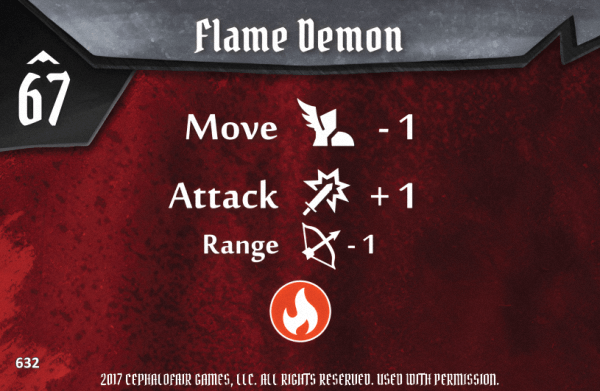 Flame Demon
67
Move - 1
Attack + 1
Range - 1
632
2017 CEPHALOFAIR GAMES, LLC. ALL RIGHTS RESERVED. USED WITH PERMISSION.